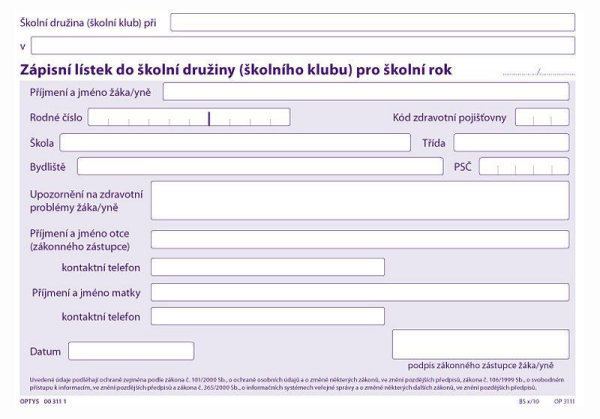 Školní družina (školní klub) při
v
Zápisní lístek do školní družiny (školního klubu) pro školní rok ............/............
Příjmení a jméno žáka/yně
Rodné číslo Kód zdravotní pojišťovny
Škola Třída
Bydliště PSČ
Upozornění na zdravotní
problémy žáka/yně
Příjmení a jméno otce
(zákonného zástupce)
kontaktní telefon
Příjmení a jméno matky
kontaktní telefon
Datum
podpis zákonného zástupce žáka/yně
Uvedené údaje podléhají ochraně zejména podle zákona č. 101/2000 Sb., o ochraně osobních údajů a o změně některých zákonů, ve znění pozdějších předpisů, zákona č. 106/1999 Sb., o svobodném
přístupu k informacím, ve znění pozdějších předpisů a zákona č. 365/2000 Sb., o informačních systémech veřejné správy a o změně některých dalších zákonů, ve znění pozdějších předpisů.
OPTYS 00 311 1 BS x/10 OP 3111